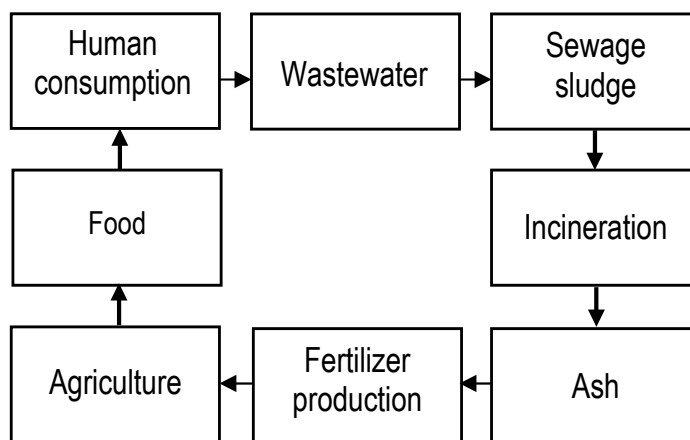 Human
consumption
Wastewater
Sewage
sludge
Food
Incineration
Agriculture
Fertilizer
production
Ash